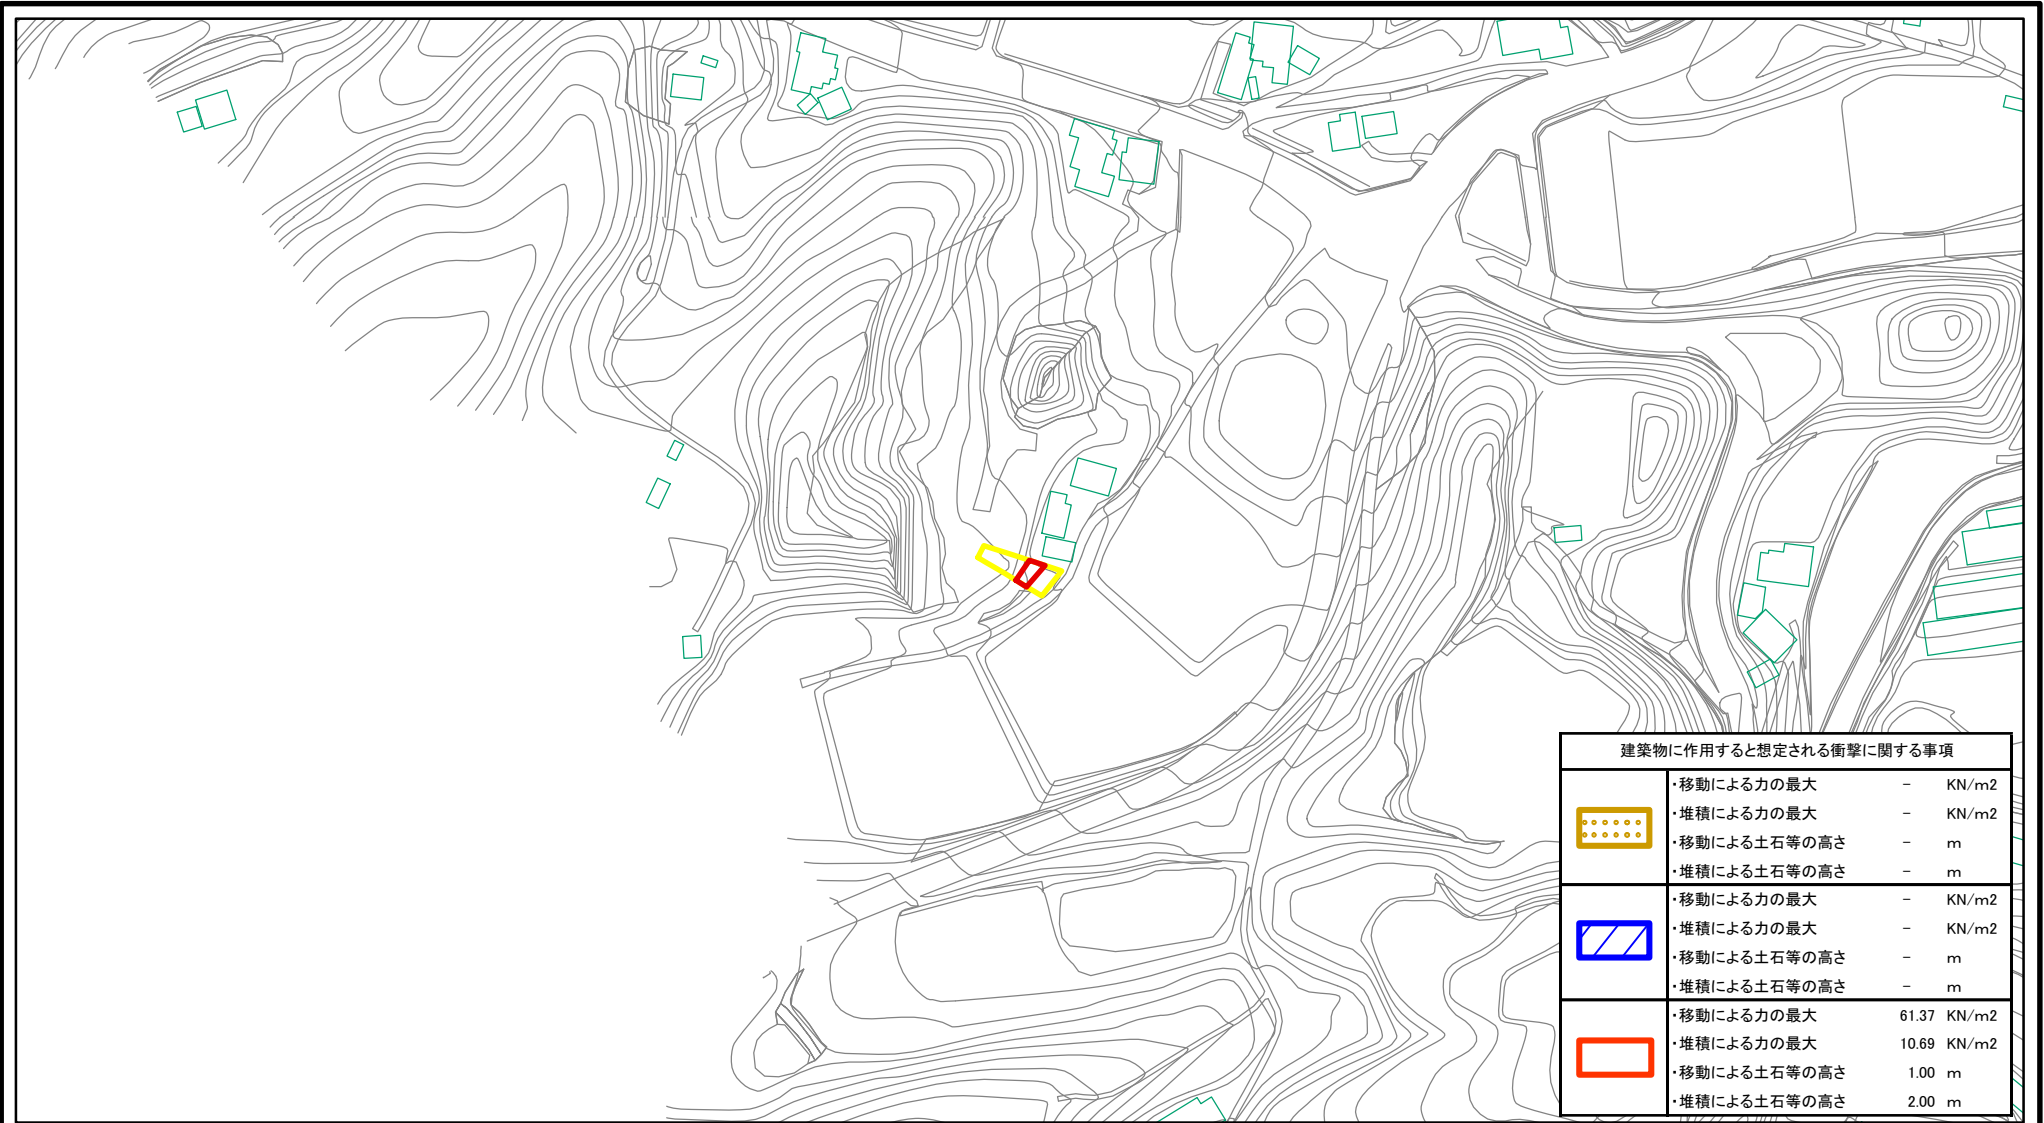 建築物に作用すると想定される衝撃に関する事項
・移動による力の最大 - KN/m2
・堆積による力の最大 - KN/m2
・移動による土石等の高さ - m
・堆積による土石等の高さ - m
・移動による力の最大 - KN/m2
・堆積による力の最大 - KN/m2
・移動による土石等の高さ - m
・堆積による土石等の高さ - m
・移動による力の最大 61.37 KN/m2
・堆積による力の最大 10.69 KN/m2
・移動による土石等の高さ 1.00 m
・堆積による土石等の高さ 2.00 m